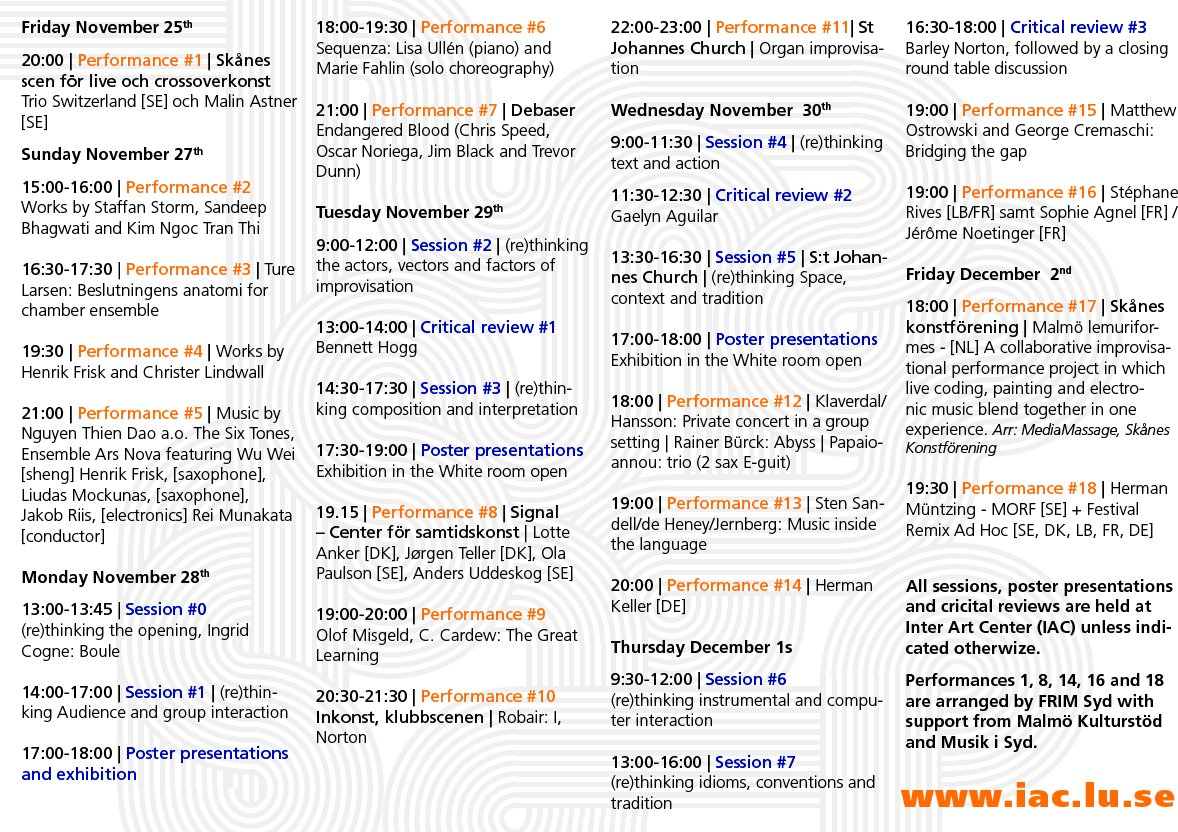 Friday November 25th
20:00 | Performance #1 | Skånes
scen för live och crossoverkonst
Trio Switzerland [SE] och Malin Astner
[SE]
Sunday November 27th
15:00-16:00 | Performance #2
Works by Staffan Storm, Sandeep
Bhagwati and Kim Ngoc Tran Thi
16:30-17:30 | Performance #3 | Ture
Larsen: Beslutningens anatomi for
chamber ensemble
19:30 | Performance #4 | Works by
Henrik Frisk and Christer Lindwall
21:00 | Performance #5 | Music by
Nguyen Thien Dao a.o. The Six Tones,
Ensemble Ars Nova featuring Wu Wei
[sheng] Henrik Frisk, [saxophone],
Liudas Mockunas, [saxophone],
Jakob Riis, [electronics] Rei Munakata
[conductor]
Monday November 28th
13:00-13:45 | Session #0
(re)thinking the opening, Ingrid
Cogne: Boule
14:00-17:00 | Session #1 | (re)thin-
king Audience and group interaction
17:00-18:00 | Poster presentations
and exhibition
18:00-19:30 | Performance #6
Sequenza: Lisa Ullén (piano) and
Marie Fahlin (solo choreography)
21:00 | Performance #7 | Debaser
Endangered Blood (Chris Speed,
Oscar Noriega, Jim Black and Trevor
Dunn)
Tuesday November 29th
9:00-12:00 | Session #2 | (re)thinking
the actors, vectors and factors of
improvisation
13:00-14:00 | Critical review #1
Bennett Hogg
14:30-17:30 | Session #3 | (re)thin-
king composition and interpretation
17:30-19:00 | Poster presentations
Exhibition in the White room open
19.15 | Performance #8 | Signal
– Center för samtidskonst | Lotte
Anker [DK], Jørgen Teller [DK], Ola
Paulson [SE], Anders Uddeskog [SE]
19:00-20:00 | Performance #9
Olof Misgeld, C. Cardew: The Great
Learning
20:30-21:30 | Performance #10
Inkonst, klubbscenen | Robair: I,
Norton
22:00-23:00 | Performance #11| St
Johannes Church | Organ improvisa-
tion
Wednesday November 30th
9:00-11:30 | Session #4 | (re)thinking
text and action
11:30-12:30 | Critical review #2
Gaelyn Aguilar
13:30-16:30 | Session #5 | S:t Johan-
nes Church | (re)thinking Space,
context and tradition
17:00-18:00 | Poster presentations
Exhibition in the White room open
18:00 | Performance #12 | Klaverdal/
Hansson: Private concert in a group
setting | Rainer Bürck: Abyss | Papaio-
annou: trio (2 sax E-guit)
19:00 | Performance #13 | Sten San-
dell/de Heney/Jernberg: Music inside
the language
20:00 | Performance #14 | Herman
Keller [DE]
Thursday December 1s
9:30-12:00 | Session #6
(re)thinking instrumental and compu-
ter interaction
13:00-16:00 | Session #7
(re)thinking idioms, conventions and
tradition
16:30-18:00 | Critical review #3
Barley Norton, followed by a closing
round table discussion
19:00 | Performance #15 | Matthew
Ostrowski and George Cremaschi:
Bridging the gap
19:00 | Performance #16 | Stéphane
Rives [LB/FR] samt Sophie Agnel [FR] /
Jérôme Noetinger [FR]
Friday December 2nd
18:00 | Performance #17 | Skånes
konstförening | Malmö lemurifor-
mes - [NL] A collaborative improvisa-
tional performance project in which
live coding, painting and electro-
nic music blend together in one
experience. Arr: MediaMassage, Skånes
Konstförening
19:30 | Performance #18 | Herman
Müntzing - MORF [SE] + Festival
Remix Ad Hoc [SE, DK, LB, FR, DE]
All sessions, poster presentations
and cricital reviews are held at
Inter Art Center (IAC) unless indi-
cated otherwize.
Performances 1, 8, 14, 16 and 18
are arranged by FRIM Syd with
support from Malmö Kulturstöd
and Musik i Syd.
www.iac.lu.se